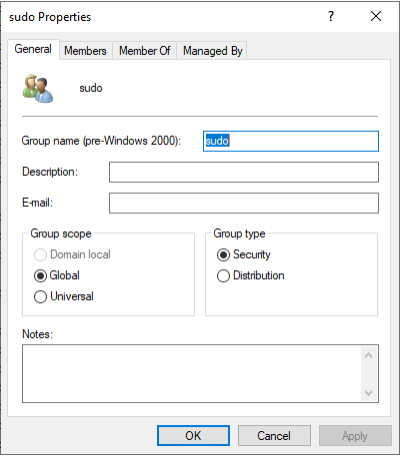 sudo Properties ? ×
General Members Member Of Managed By
sudo
Group name (pre-Windows 2000): sudo
Description:
E-mail:
Group scope Group type
Domain local Security
Global Distribution
Universal
Notes:
OK Cancel Apply